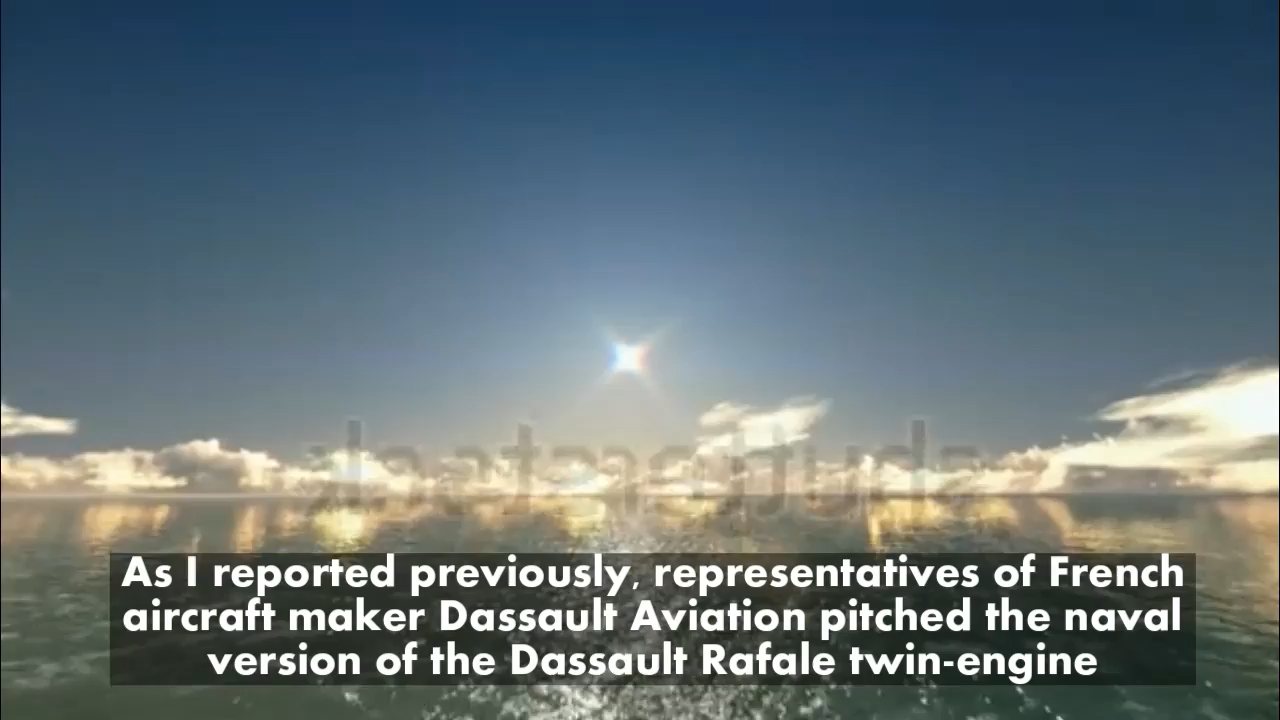 As I reported previously, representatives of French
aircraft maker Dassault Aviation pitched the naval
version of the Dassault Rafale twin-engine